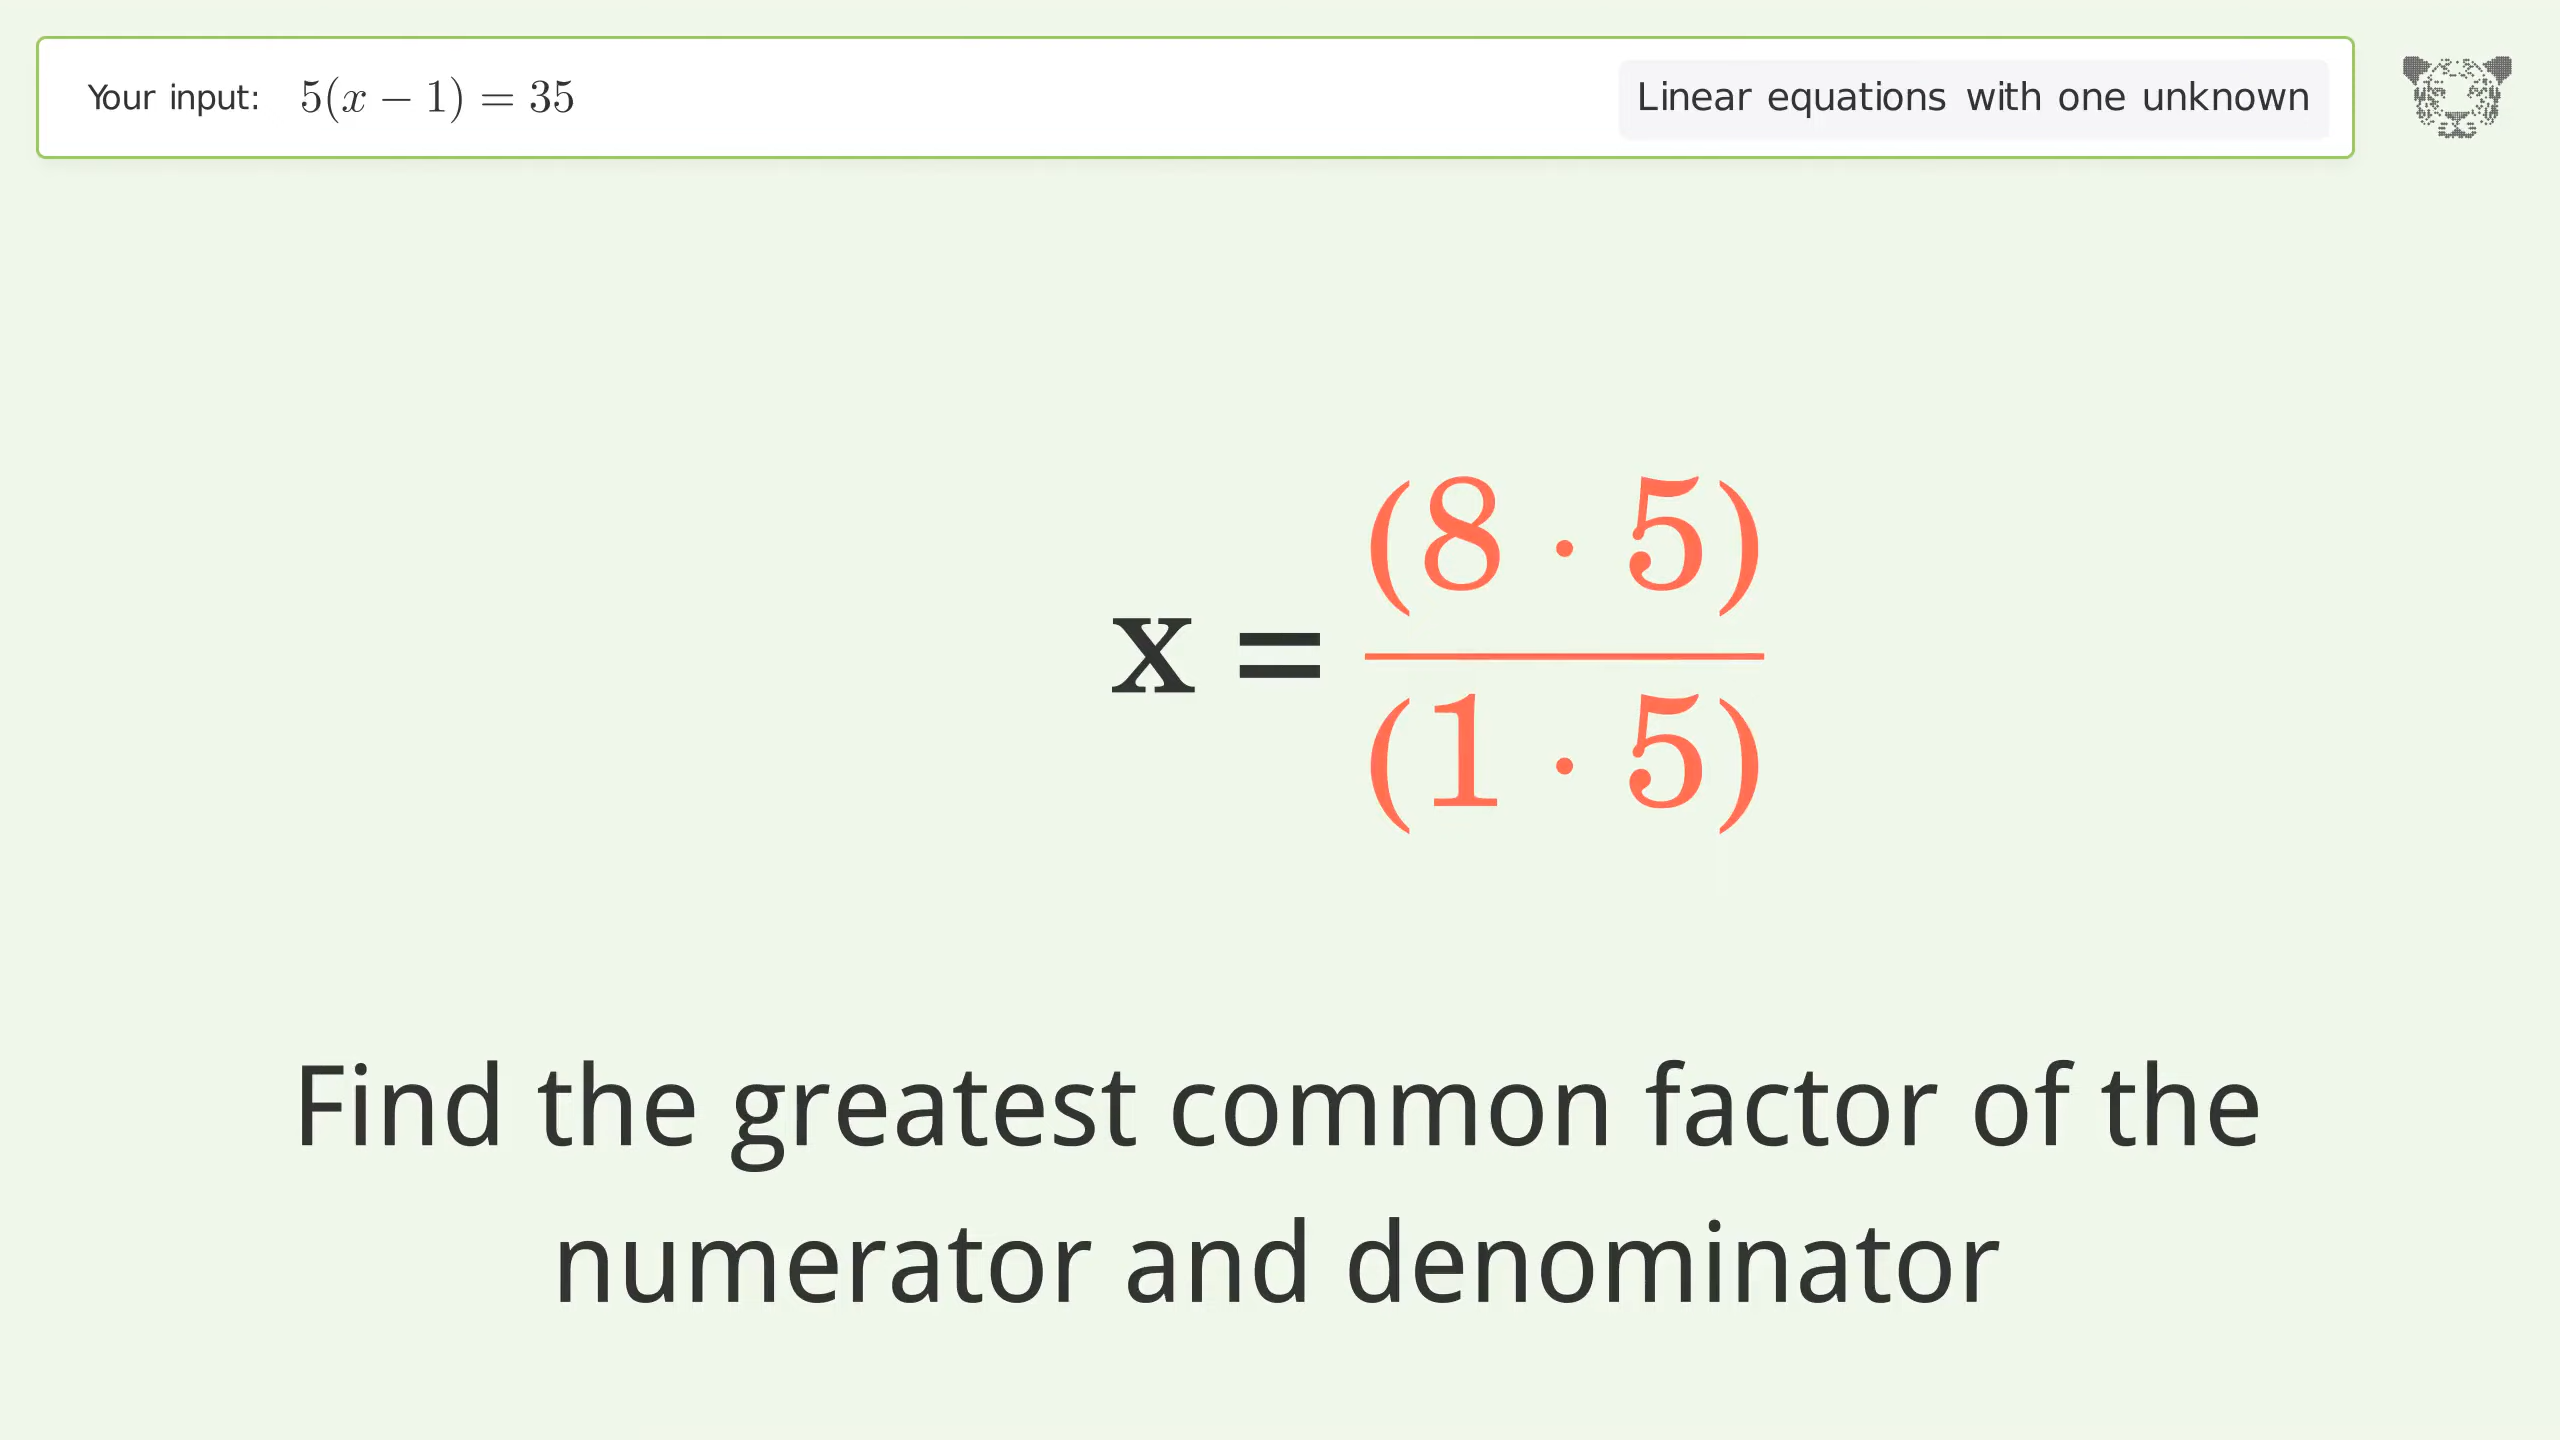 Your input: 5(x − 1) = 35
Linear equations with one unknown
x = (8 · 5) / (1 · 5)
Find the greatest common factor of the
numerator and denominator